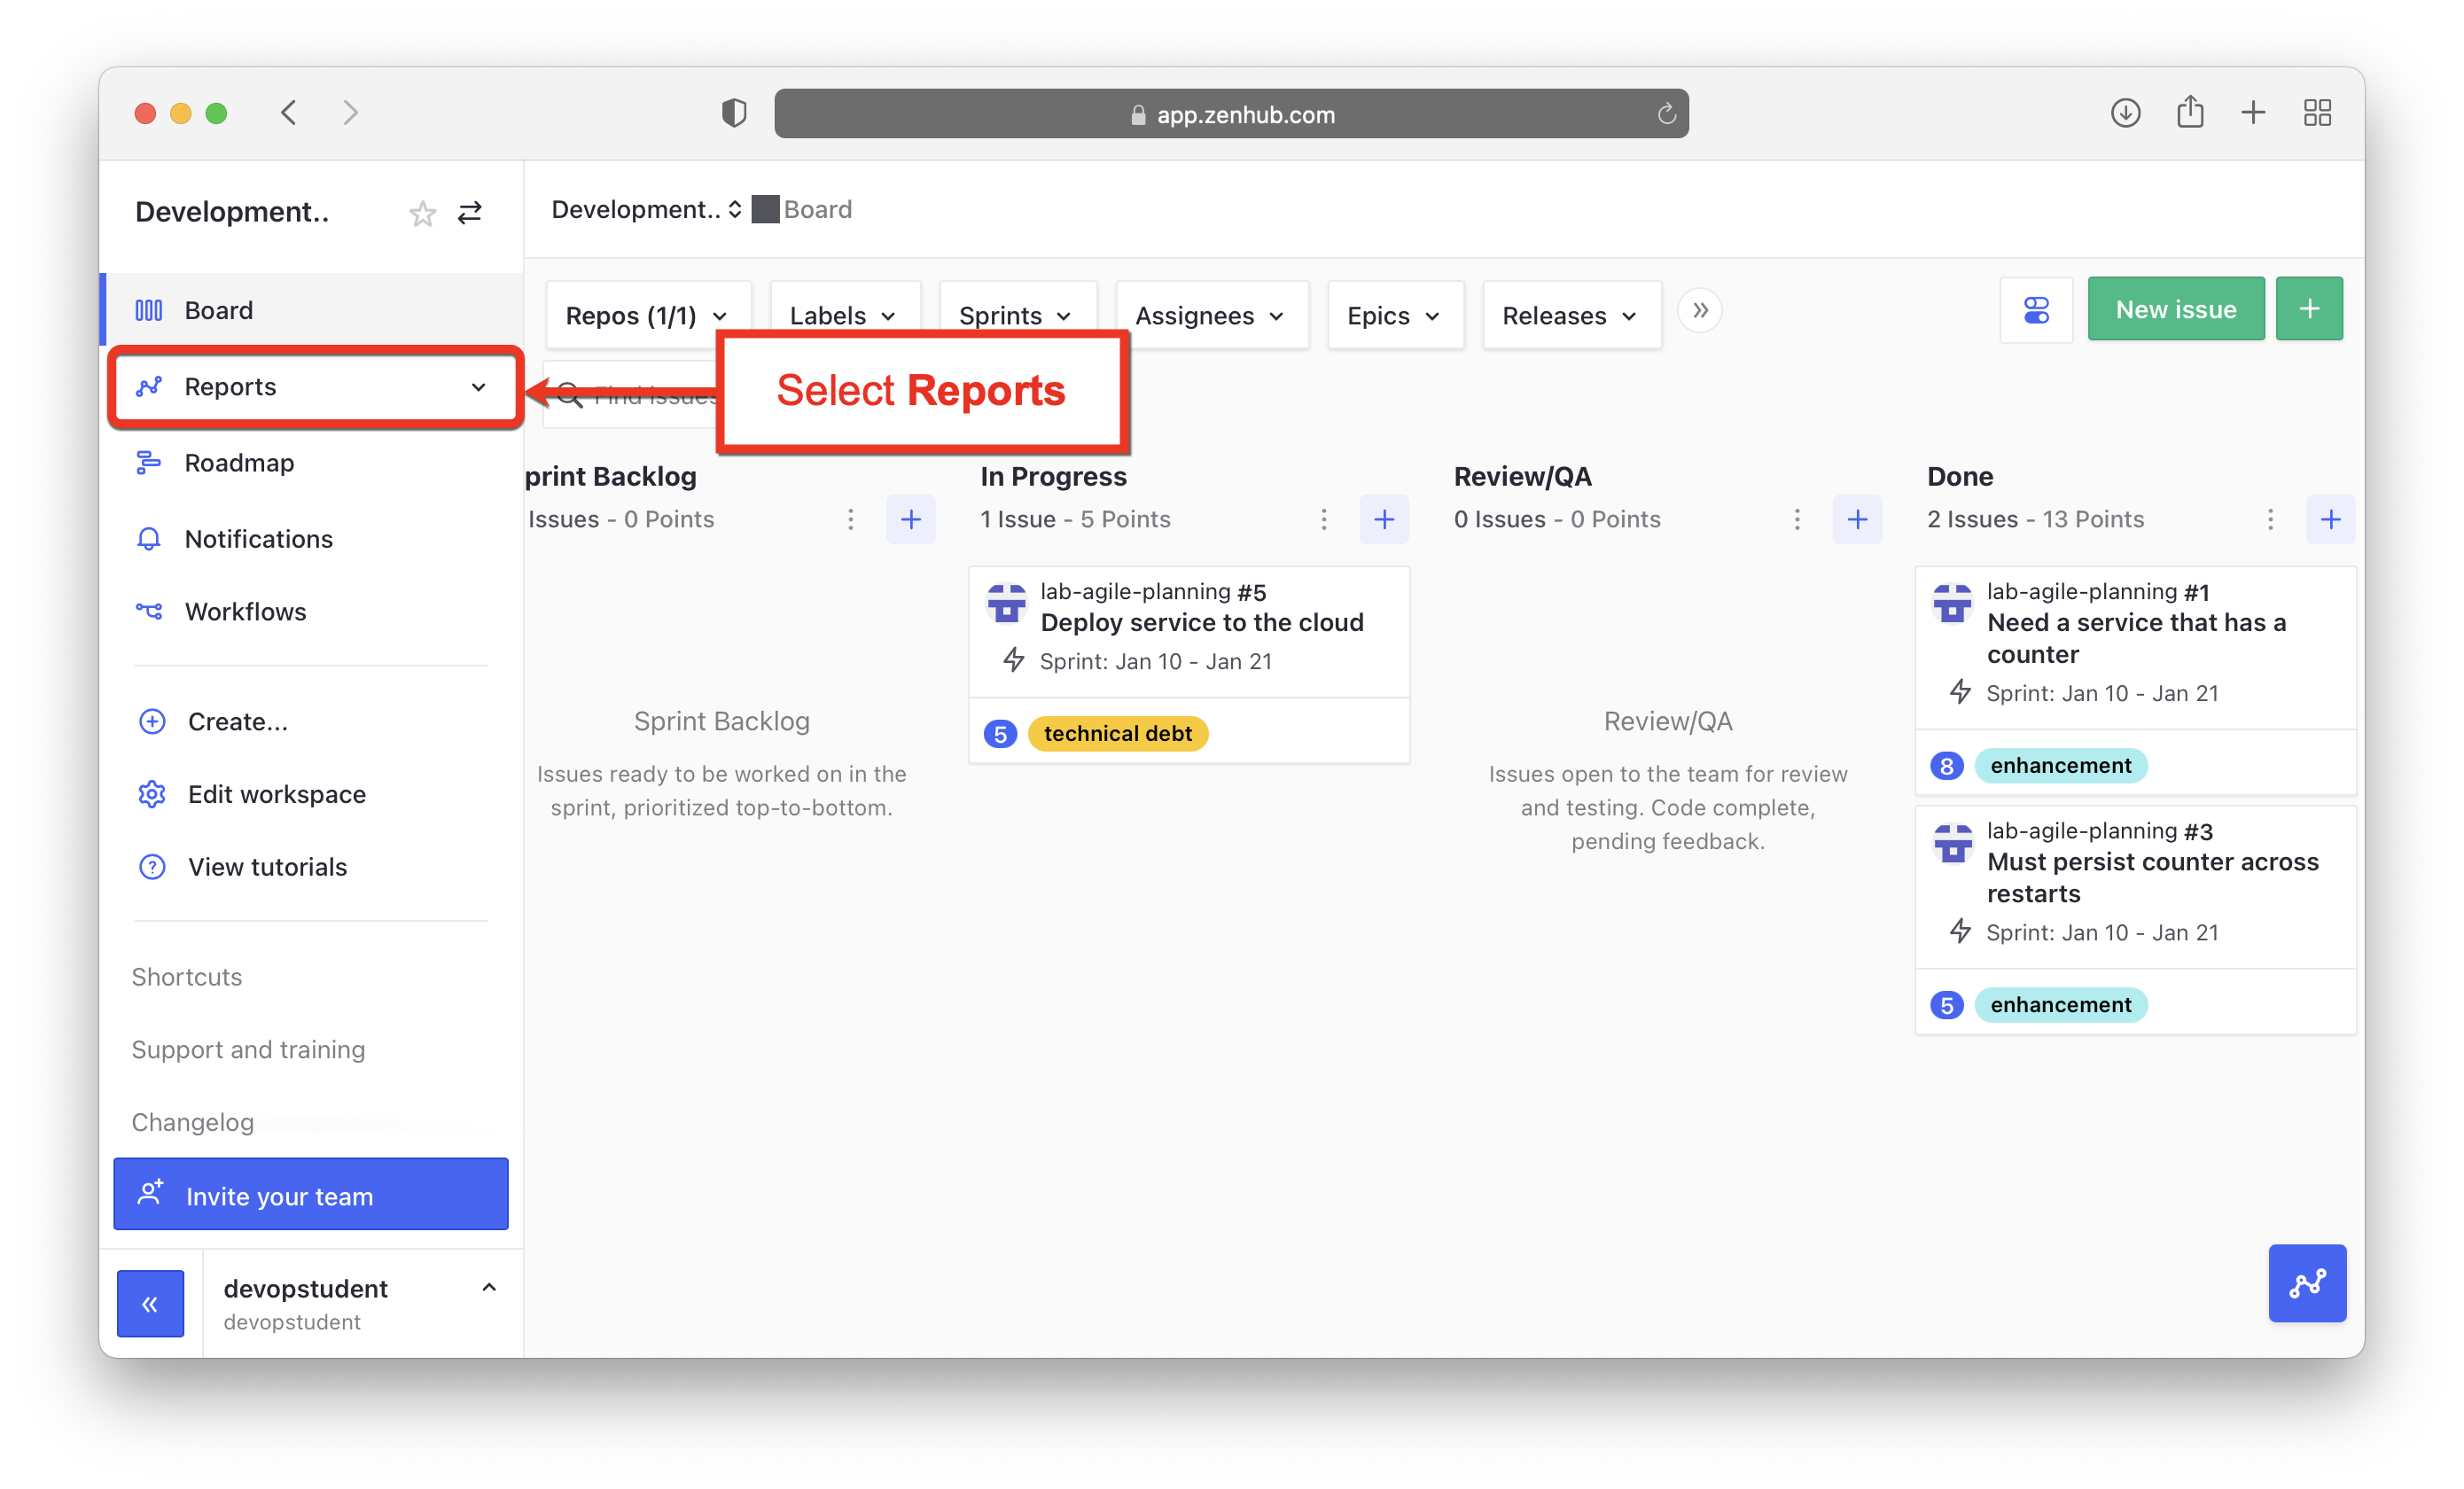 app.zenhub.com
Development..
Development.. Board
Board
Reports
Roadmap
Notifications
Workflows
Create...
Edit workspace
View tutorials
Shortcuts
Support and training
Changelog
Invite your team
devopstudent
devopstudent
Repos (1/1)
Labels
Sprints
Assignees
Epics
Releases
New issue
Find issues
Select Reports
print Backlog
Issues - 0 Points
Sprint Backlog
Issues ready to be worked on in the
sprint, prioritized top-to-bottom.
In Progress
1 Issue - 5 Points
lab-agile-planning #5
Deploy service to the cloud
Sprint: Jan 10 - Jan 21
5 technical debt
Review/QA
0 Issues - 0 Points
Review/QA
Issues open to the team for review
and testing. Code complete,
pending feedback.
Done
2 Issues - 13 Points
lab-agile-planning #1
Need a service that has a
counter
Sprint: Jan 10 - Jan 21
8 enhancement
lab-agile-planning #3
Must persist counter across
restarts
Sprint: Jan 10 - Jan 21
5 enhancement